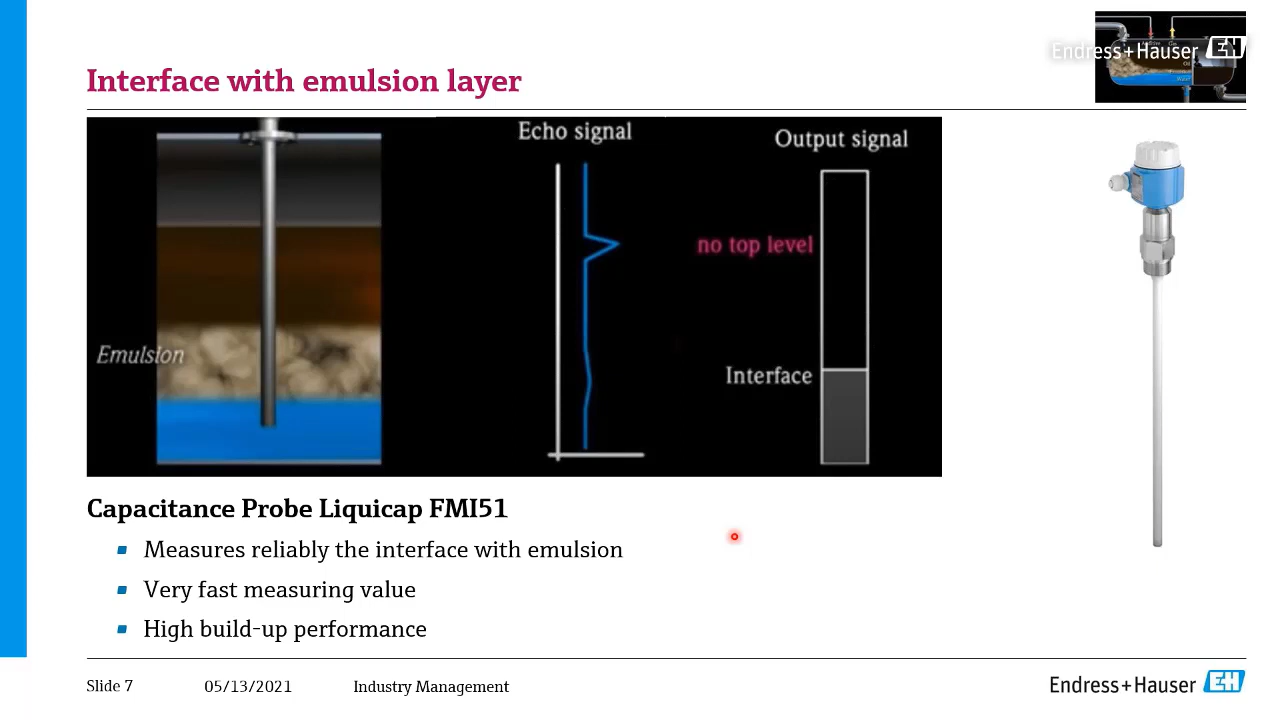 Endress+Hauser EH
Interface with emulsion layer
Echo signal
Output signal
no top level
Emulsion
Interface
Capacitance Probe Liquicap FMI51
Measures reliably the interface with emulsion
Very fast measuring value
High build-up performance
Slide 7 05/13/2021 Industry Management
Endress+Hauser EH